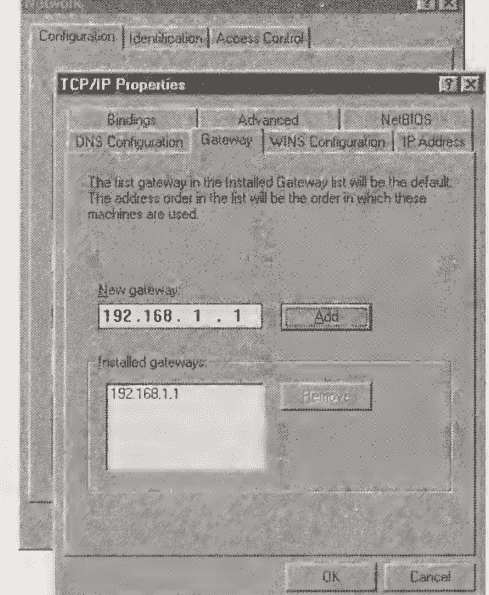 Network
Configuration Identification Access Control
TCP/IP Properties
Bindings Advanced NetBIOS
DNS Configuration Gateway WINS Configuration IP Address
The first gateway in the Installed Gateway list will be the default.
The address order in the list will be the order in which these
machines are used.
New gateway:
192.168. 1 . 1 Add
Installed gateways:
192.168.1.1 Remove
OK Cancel